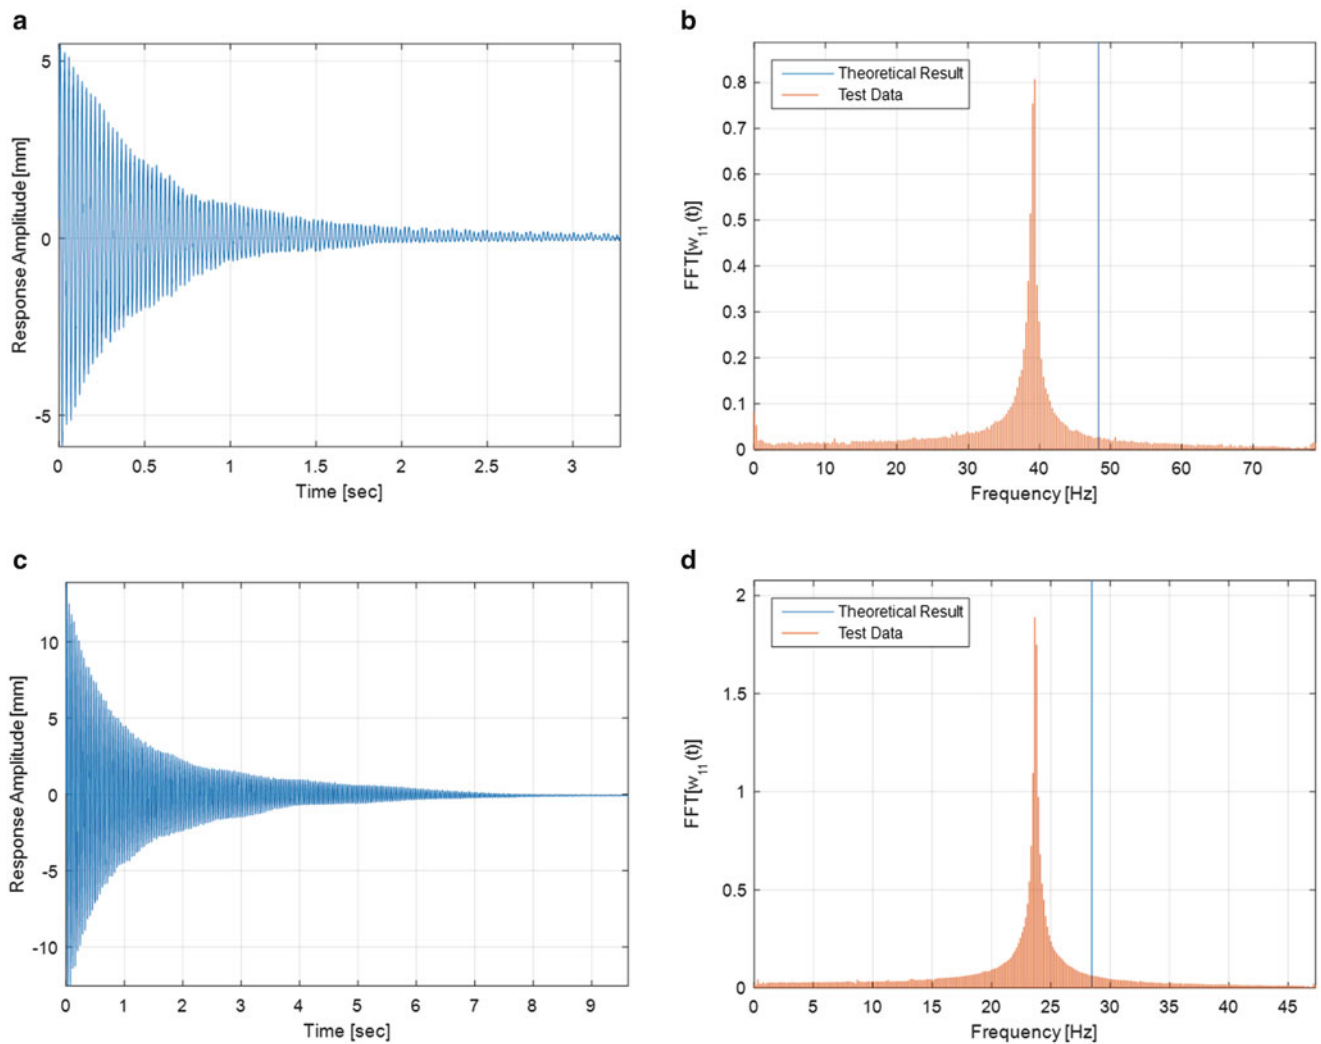 a
Response Amplitude [mm]
5
0
-5
0 0.5 1 1.5 2 2.5 3
Time [sec]
b
FFT[w₁₁(t)]
Theoretical Result
Test Data
0.8
0.7
0.6
0.5
0.4
0.3
0.2
0.1
0
0 10 20 30 40 50 60 70
Frequency [Hz]
c
Response Amplitude [mm]
10
5
0
-5
-10
0 1 2 3 4 5 6 7 8 9
Time [sec]
d
FFT[w₁₁(t)]
Theoretical Result
Test Data
2
1.5
1
0.5
0
0 5 10 15 20 25 30 35 40 45
Frequency [Hz]